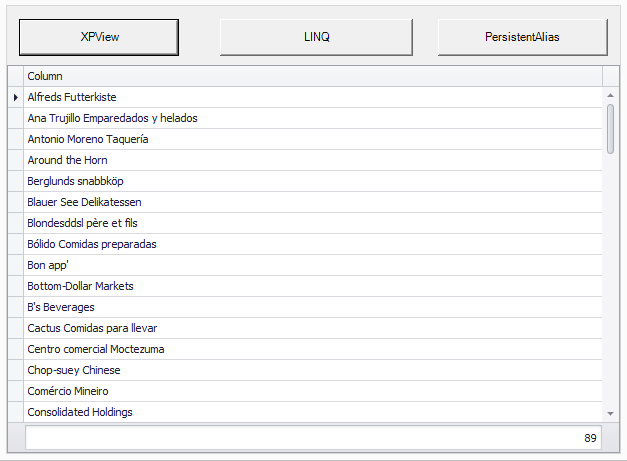 XPView LINQ PersistentAlias
Column
Alfreds Futterkiste
Ana Trujillo Emparedados y helados
Antonio Moreno Taquería
Around the Horn
Berglunds snabbköp
Blauer See Delikatessen
Blondesddsl père et fils
Bólido Comidas preparadas
Bon app'
Bottom-Dollar Markets
B's Beverages
Cactus Comidas para llevar
Centro comercial Moctezuma
Chop-suey Chinese
Comércio Mineiro
Consolidated Holdings
89